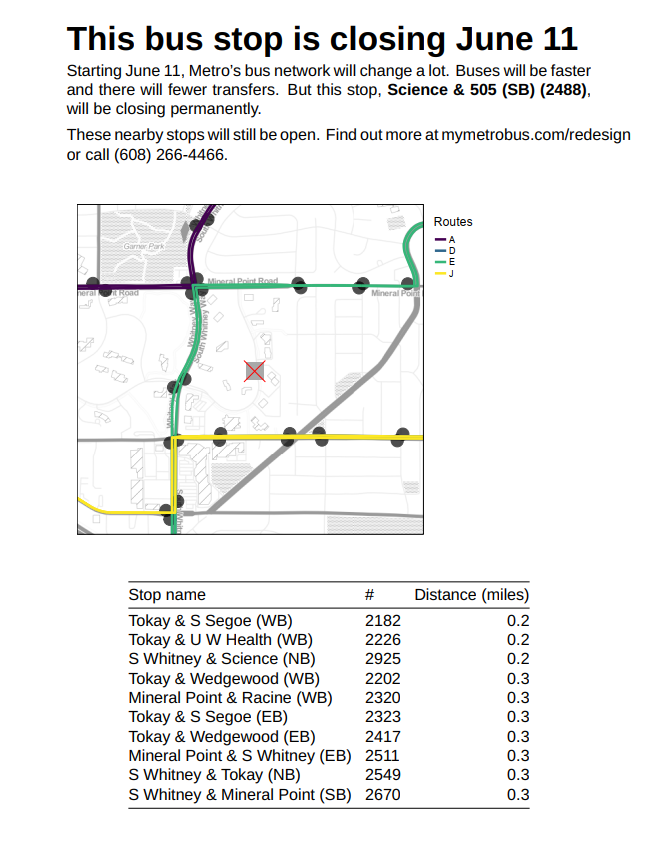 This bus stop is closing June 11
Starting June 11, Metro's bus network will change a lot. Buses will be faster
and there will fewer transfers. But this stop, Science & 505 (SB) (2488),
will be closing permanently.
These nearby stops will still be open. Find out more at mymetrobus.com/redesign
or call (608) 266-4466.
Garner Park
Mineral Point Road
Mineral Point
Whitney Way
South Whitney Way
Whitney
Routes
A
D
E
J
Stop name # Distance (miles)
Tokay & S Segoe (WB) 2182 0.2
Tokay & U W Health (WB) 2226 0.2
S Whitney & Science (NB) 2925 0.2
Tokay & Wedgewood (WB) 2202 0.3
Mineral Point & Racine (WB) 2320 0.3
Tokay & S Segoe (EB) 2323 0.3
Tokay & Wedgewood (EB) 2417 0.3
Mineral Point & S Whitney (EB) 2511 0.3
S Whitney & Tokay (NB) 2549 0.3
S Whitney & Mineral Point (SB) 2670 0.3